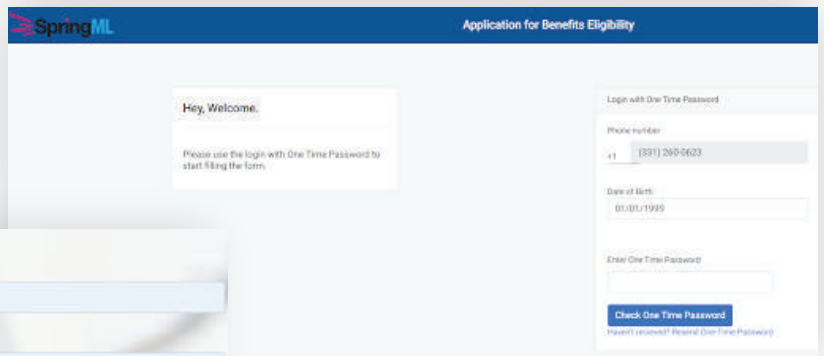 SpringML
Application for Benefits Eligibility
Hey, Welcome.
Please use the login with One Time Password to
start filling the form.
Login with One Time Password
Phone number
+1 (331) 260-0623
Date of Birth
01/01/1999
Enter One Time Password
Check One Time Password
Haven't received? Resend One Time Password